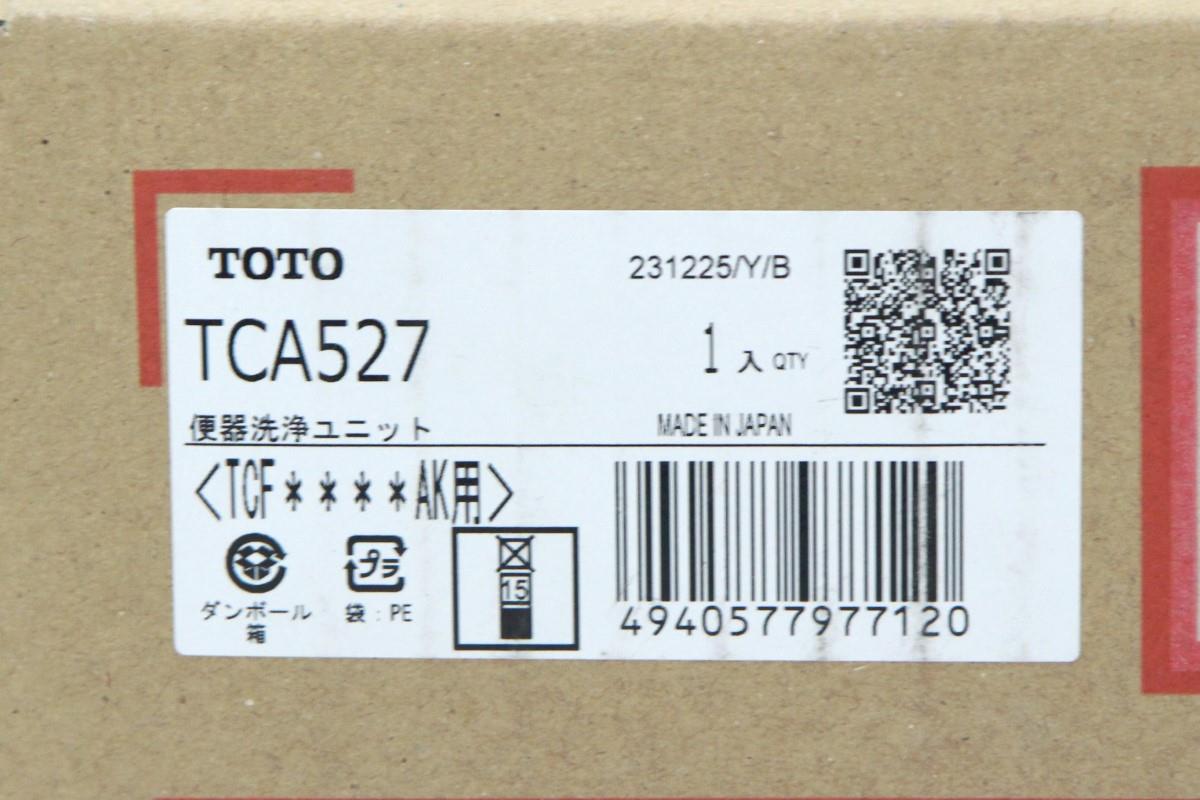 TOTO
231225/Y/B
TCA527
1 入 QTY
便器洗浄ユニット
MADE IN JAPAN
〈TCF****AK用〉
プラ
15
ダンボール
箱
袋:PE
4940577977120